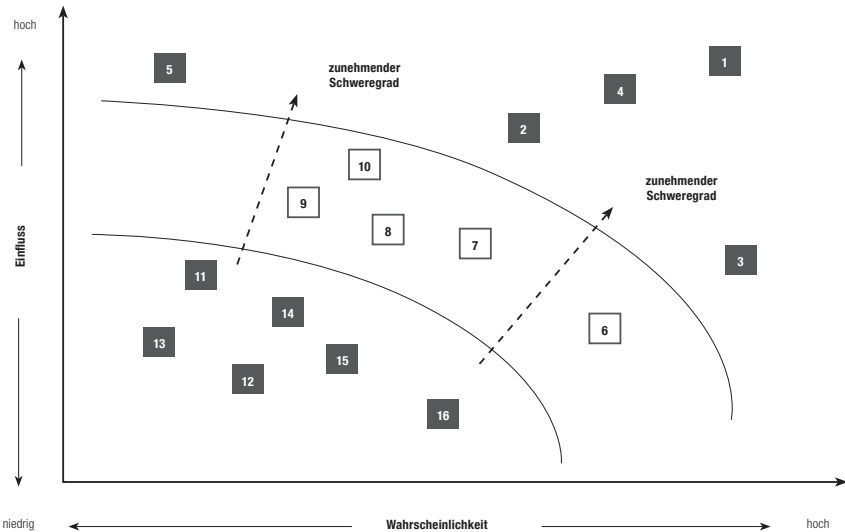 hoch
5
zunehmender
Schweregrad
1
4
2
10
zunehmender
Schweregrad
9
8
7
Einfluss
3
11
14
6
13
15
12
16
niedrig
Wahrscheinlichkeit
hoch